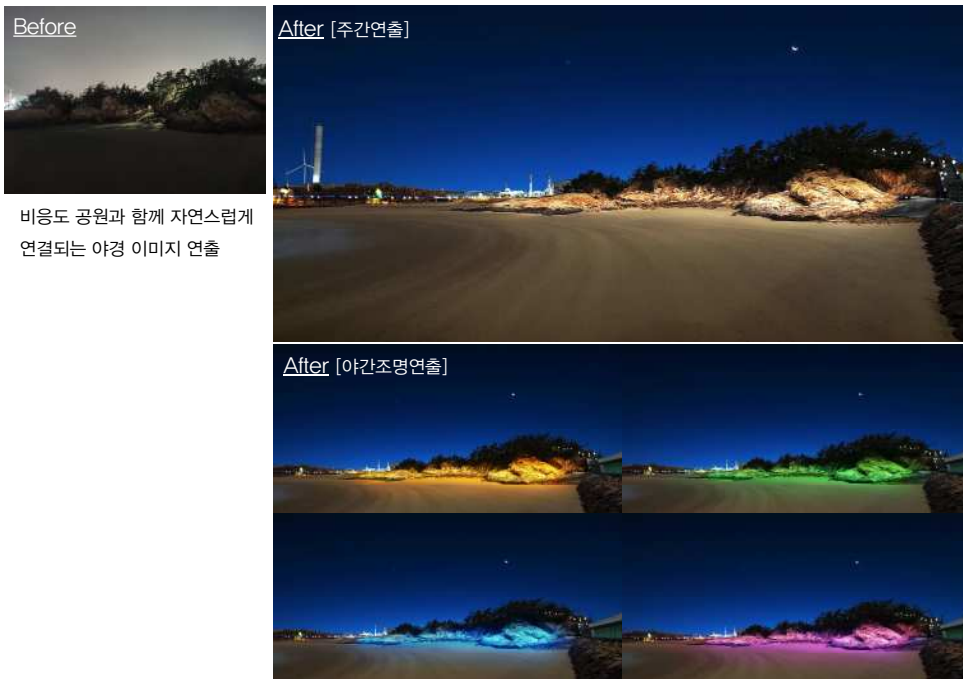 Before
After [주간연출]
비응도 공원과 함께 자연스럽게
연결되는 야경 이미지 연출
After [야간조명연출]